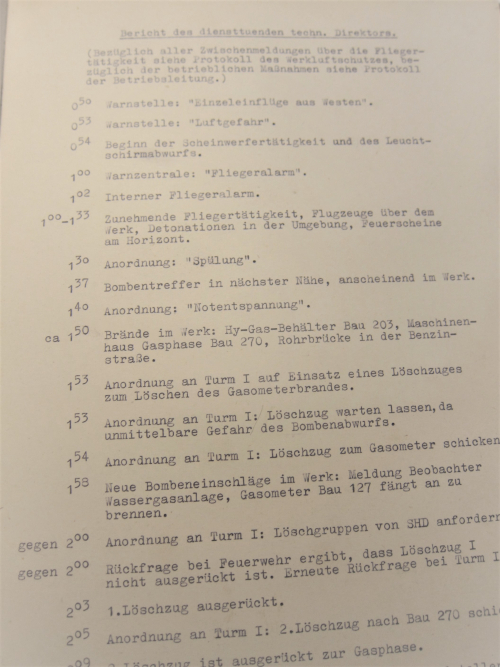 Bericht des diensttuenden techn. Direktors.
(Bezüglich aller Zwischenmeldungen über die Flieger-
tätigkeit siehe Protokoll des Werkluftschutzes, be-
züglich der betrieblichen Maßnahmen siehe Protokoll
der Betriebsleitung.)
0⁵⁰ Warnstelle: "Einzeleinflüge aus Westen".
0⁵³ Warnstelle: "Luftgefahr".
0⁵⁴ Beginn der Scheinwerfertätigkeit und des Leucht-
schirmabwurfs.
1⁰⁰ Warnzentrale: "Fliegeralarm".
1⁰² Interner Fliegeralarm.
1⁰⁰-1³³ Zunehmende Fliegertätigkeit, Flugzeuge über dem
Werk, Detonationen in der Umgebung, Feuerscheine
am Horizont.
1³⁰ Anordnung: "Spülung".
1³⁷ Bombentreffer in nächster Nähe, anscheinend im Werk.
1⁴⁰ Anordnung: "Notentspannung".
ca 1⁵⁰ Brände im Werk: Hy-Gas-Behälter Bau 203, Maschinen-
haus Gasphase Bau 270, Rohrbrücke in der Benzin-
straße.
1⁵³ Anordnung an Turm I auf Einsatz eines Löschzuges
zum Löschen des Gasometerbrandes.
1⁵³ Anordnung an Turm I: Löschzug warten lassen, da
unmittelbare Gefahr des Bombenabwurfs.
1⁵⁴ Anordnung an Turm I: Löschzug zum Gasometer schicken
1⁵⁸ Neue Bombeneinschläge im Werk: Meldung Beobachter
Wassergasanlage, Gasometer Bau 127 fängt an zu
brennen.
gegen 2⁰⁰ Anordnung an Turm I: Löschgruppen von SHD anfordern
gegen 2⁰⁰ Rückfrage bei Feuerwehr ergibt, dass Löschzug I
nicht ausgerückt ist. Erneute Rückfrage bei Turm I
2⁰³ 1.Löschzug ausgerückt.
2⁰⁵ Anordnung an Turm I: 2.Löschzug nach Bau 270 schi
2⁰⁹ 2.Löschzug ist ausgerückt zur Gasphase.